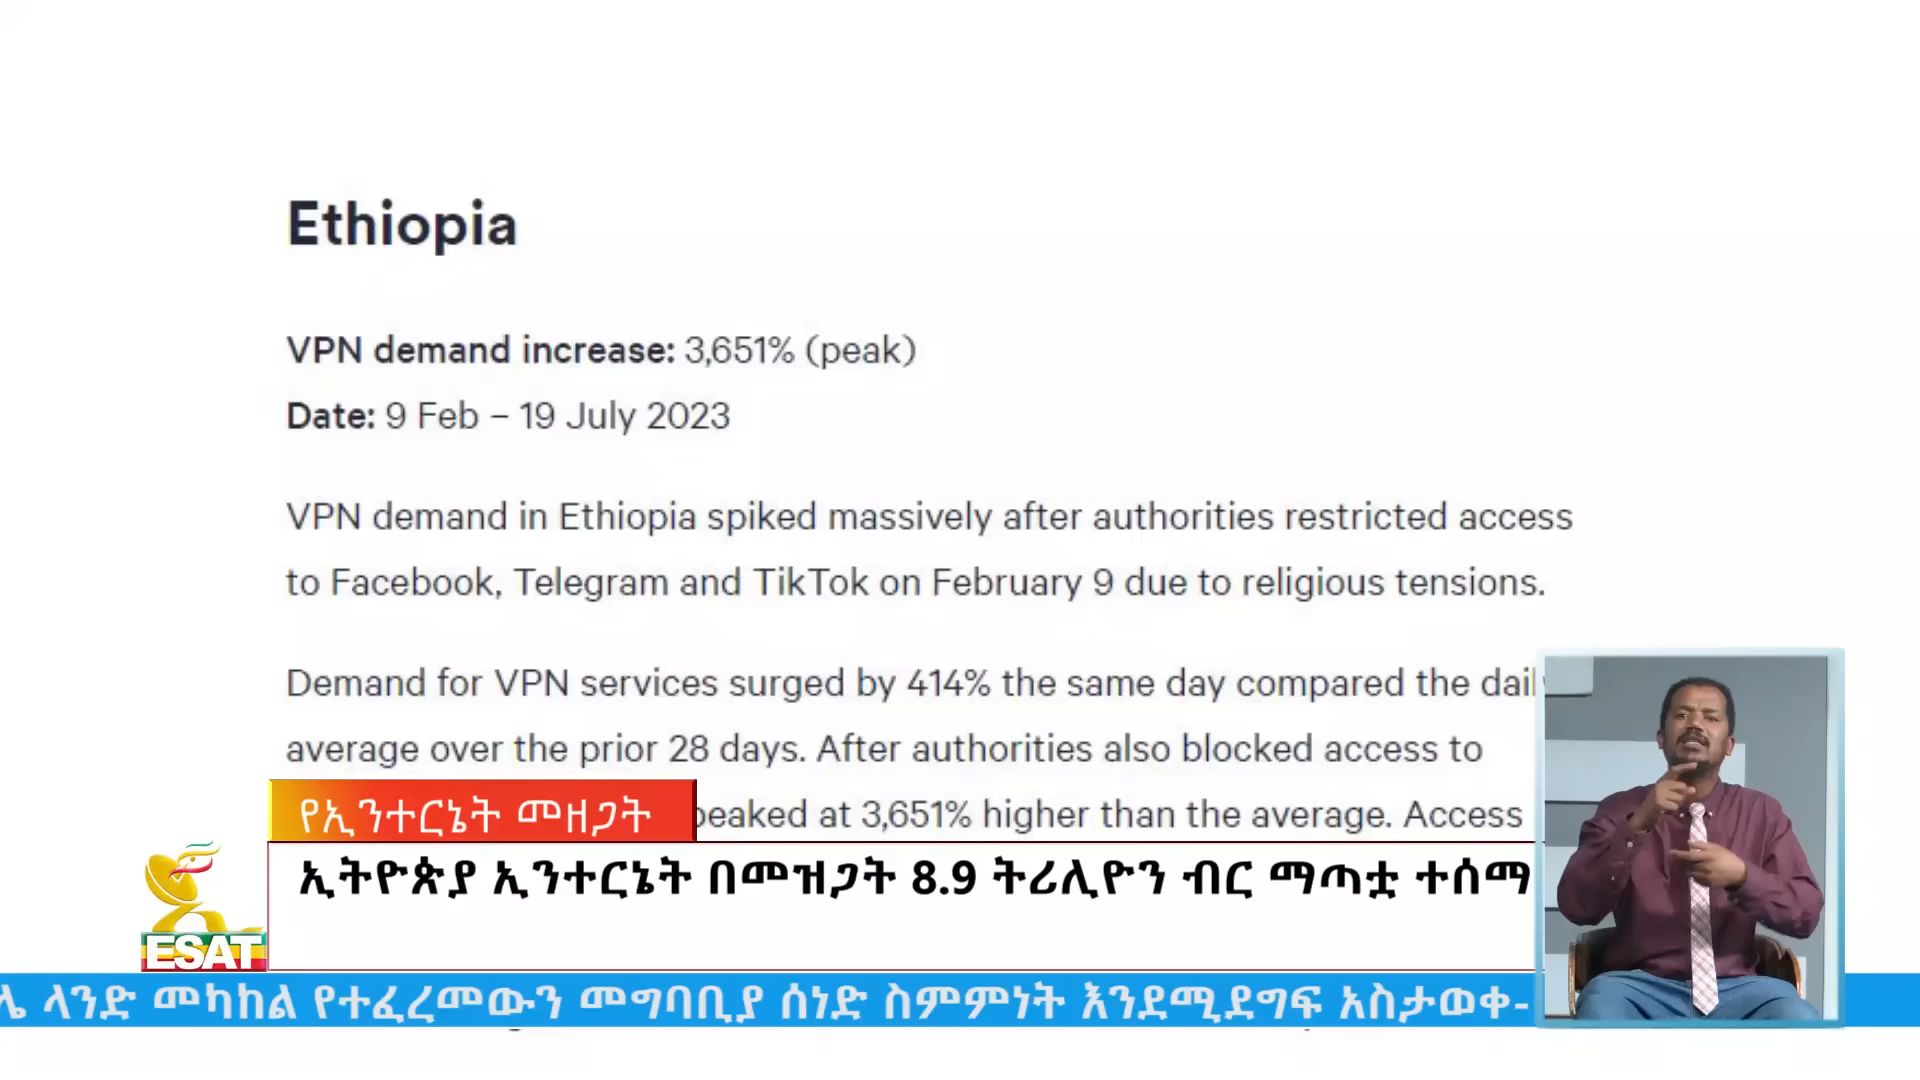 Ethiopia
VPN demand increase: 3,651% (peak)
Date: 9 Feb – 19 July 2023
VPN demand in Ethiopia spiked massively after authorities restricted access
to Facebook, Telegram and TikTok on February 9 due to religious tensions.
Demand for VPN services surged by 414% the same day compared the daily
average over the prior 28 days. After authorities also blocked access to
peaked at 3,651% higher than the average. Access
የኢንተርኔት መዘጋት
ኢትዮጵያ ኢንተርኔት በመዝጋት 8.9 ትሪሊዮን ብር ማጣቷ ተሰማ
ESAT
ሌ ላንድ መካከል የተፈረመውን መግባቢያ ሰነድ ስምምነት እንደሚደግፍ አስታወቀ-